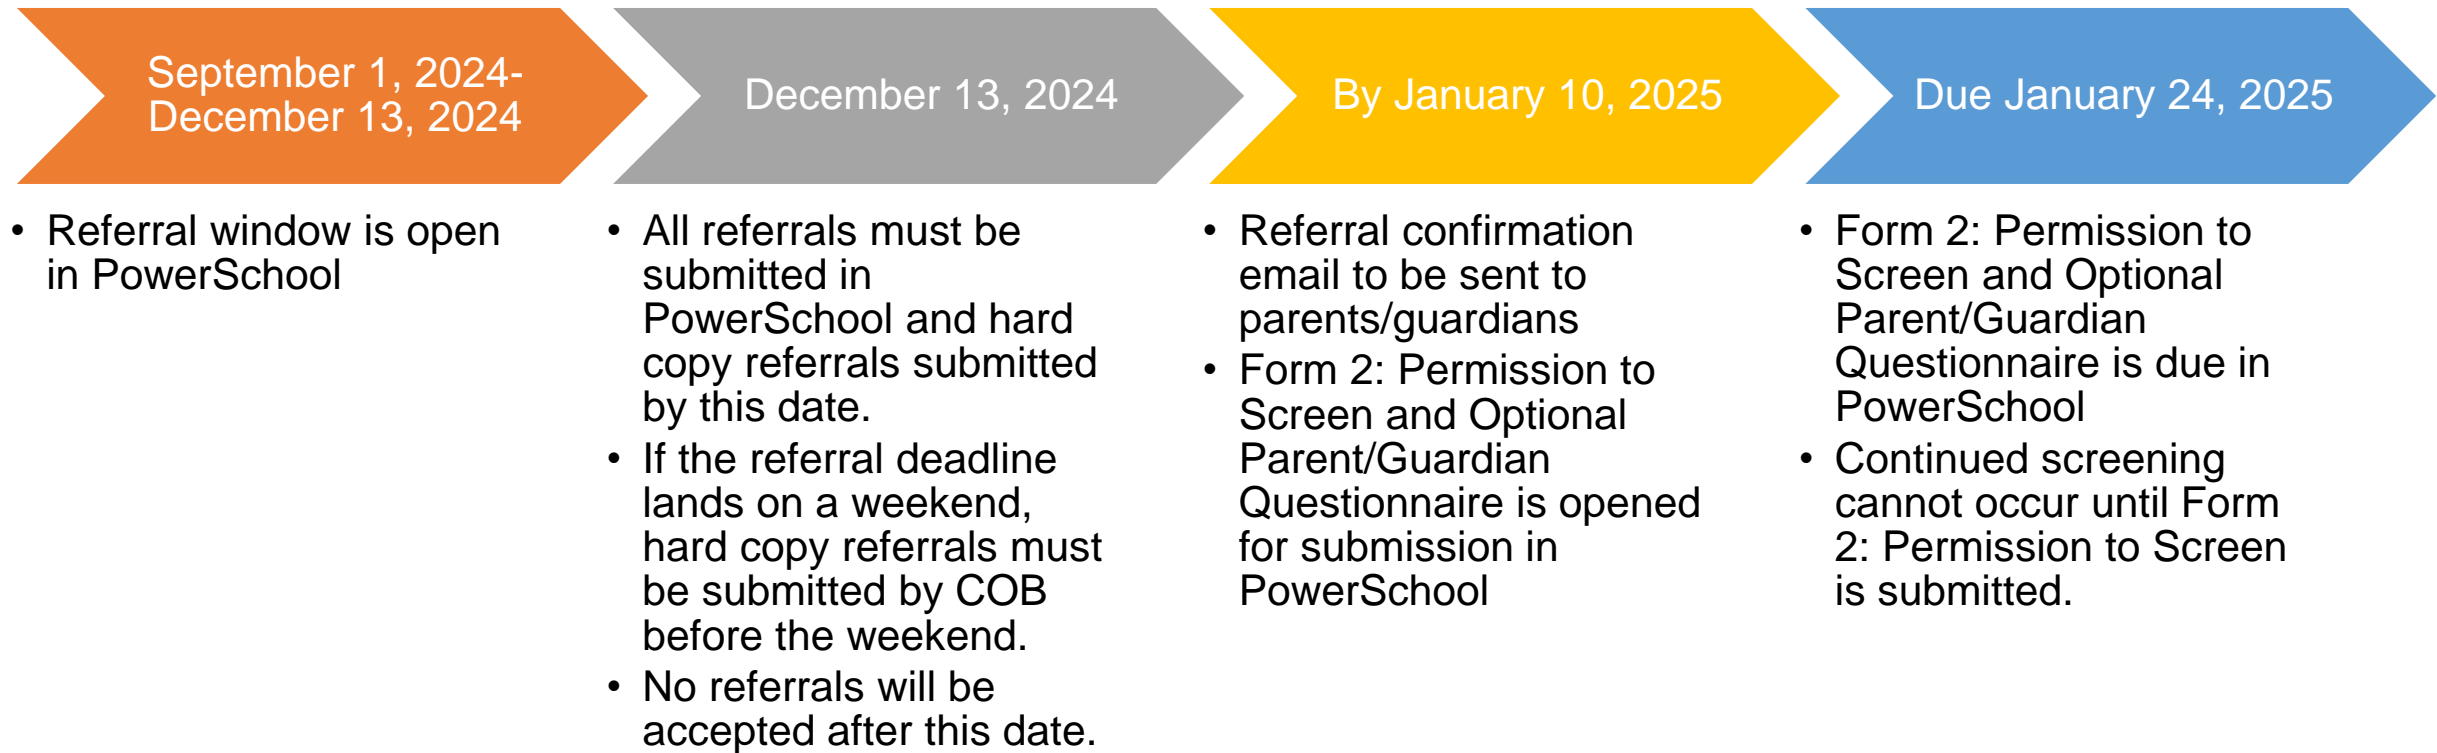 September 1, 2024-
December 13, 2024
• Referral window is open
in PowerSchool
December 13, 2024
• All referrals must be
submitted in
PowerSchool and hard
copy referrals submitted
by this date.
• If the referral deadline
lands on a weekend,
hard copy referrals must
be submitted by COB
before the weekend.
• No referrals will be
accepted after this date.
By January 10, 2025
• Referral confirmation
email to be sent to
parents/guardians
• Form 2: Permission to
Screen and Optional
Parent/Guardian
Questionnaire is opened
for submission in
PowerSchool
Due January 24, 2025
• Form 2: Permission to
Screen and Optional
Parent/Guardian
Questionnaire is due in
PowerSchool
• Continued screening
cannot occur until Form
2: Permission to Screen
is submitted.